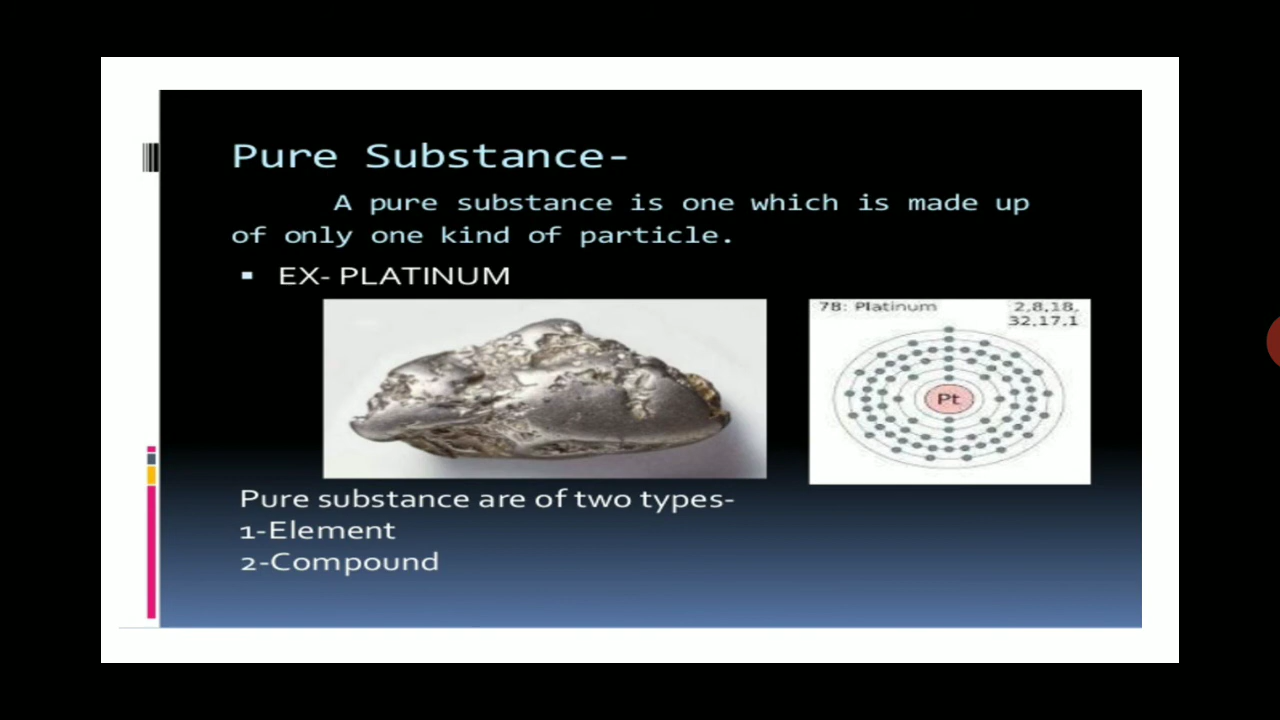 Pure Substance-
A pure substance is one which is made up
of only one kind of particle.
▪ EX- PLATINUM
78: Platinum 2,8,18,
32,17,1
Pt
Pure substance are of two types-
1-Element
2-Compound